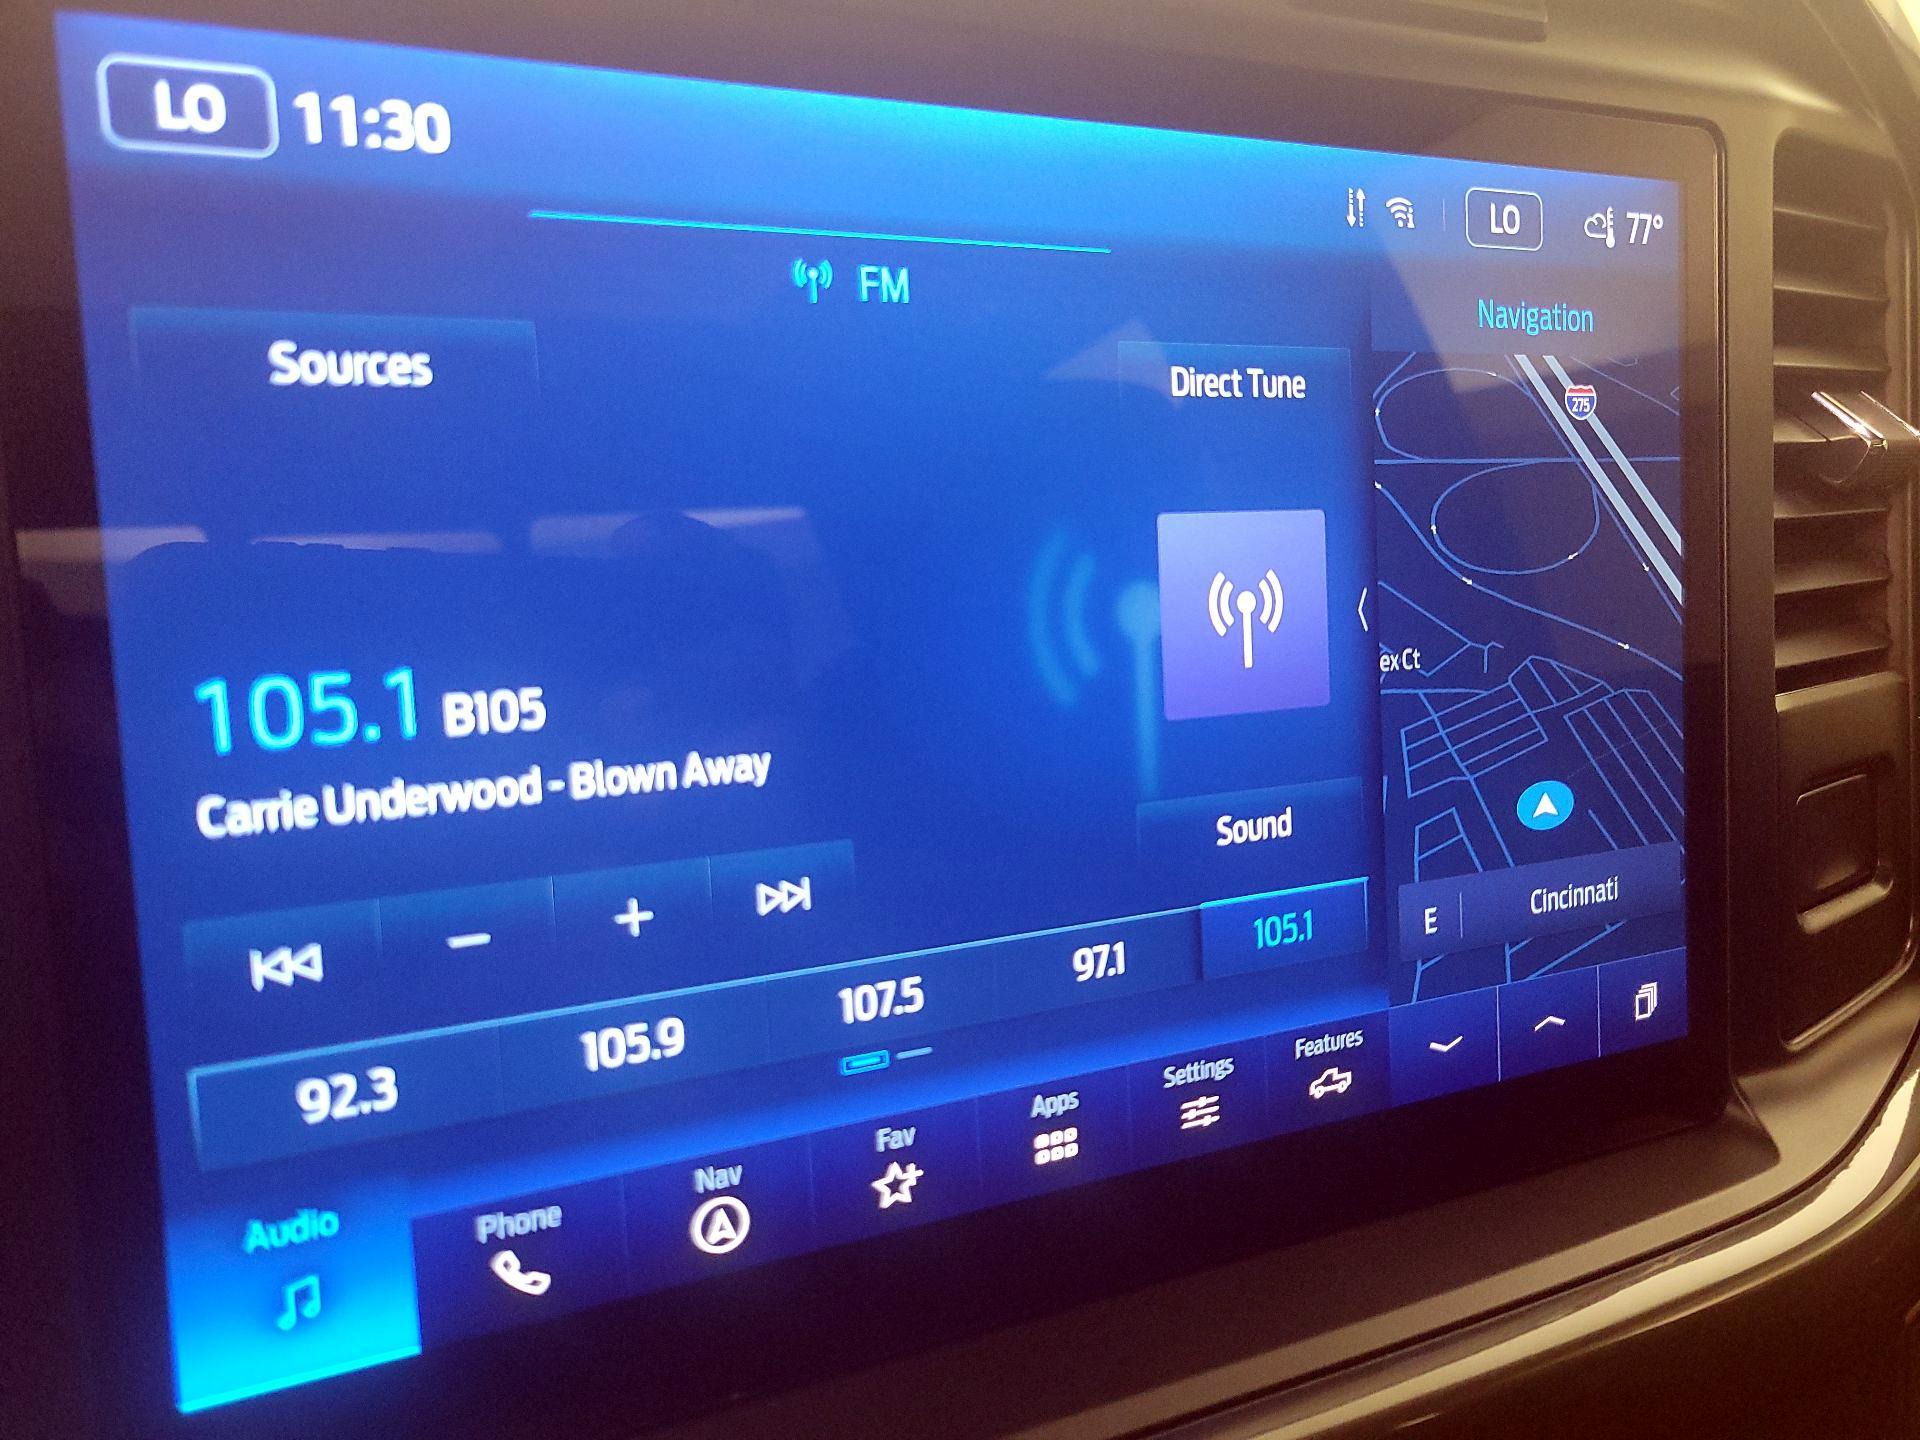 LO 11:30
LO 77°
FM
Navigation
Sources
Direct Tune
275
ex Ct
105.1 B105
Carrie Underwood - Blown Away
Sound
E Cincinnati
92.3 105.9 107.5 97.1 105.1
Audio Phone Nav Fav Apps Settings Features